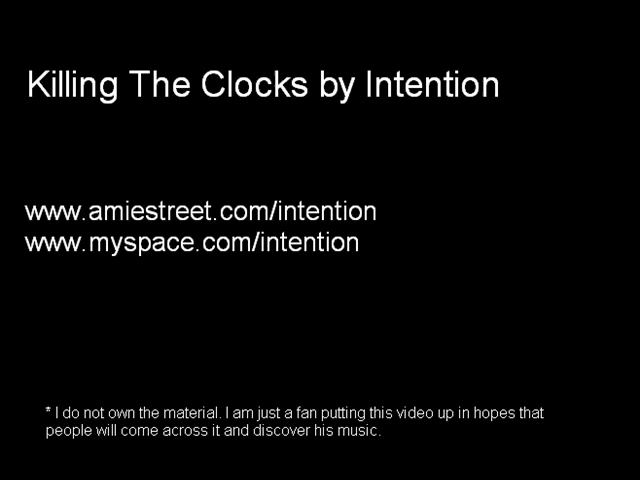 Killing The Clocks by Intention
www.amiestreet.com/intention
www.myspace.com/intention
* I do not own the material. I am just a fan putting this video up in hopes that
people will come across it and discover his music.